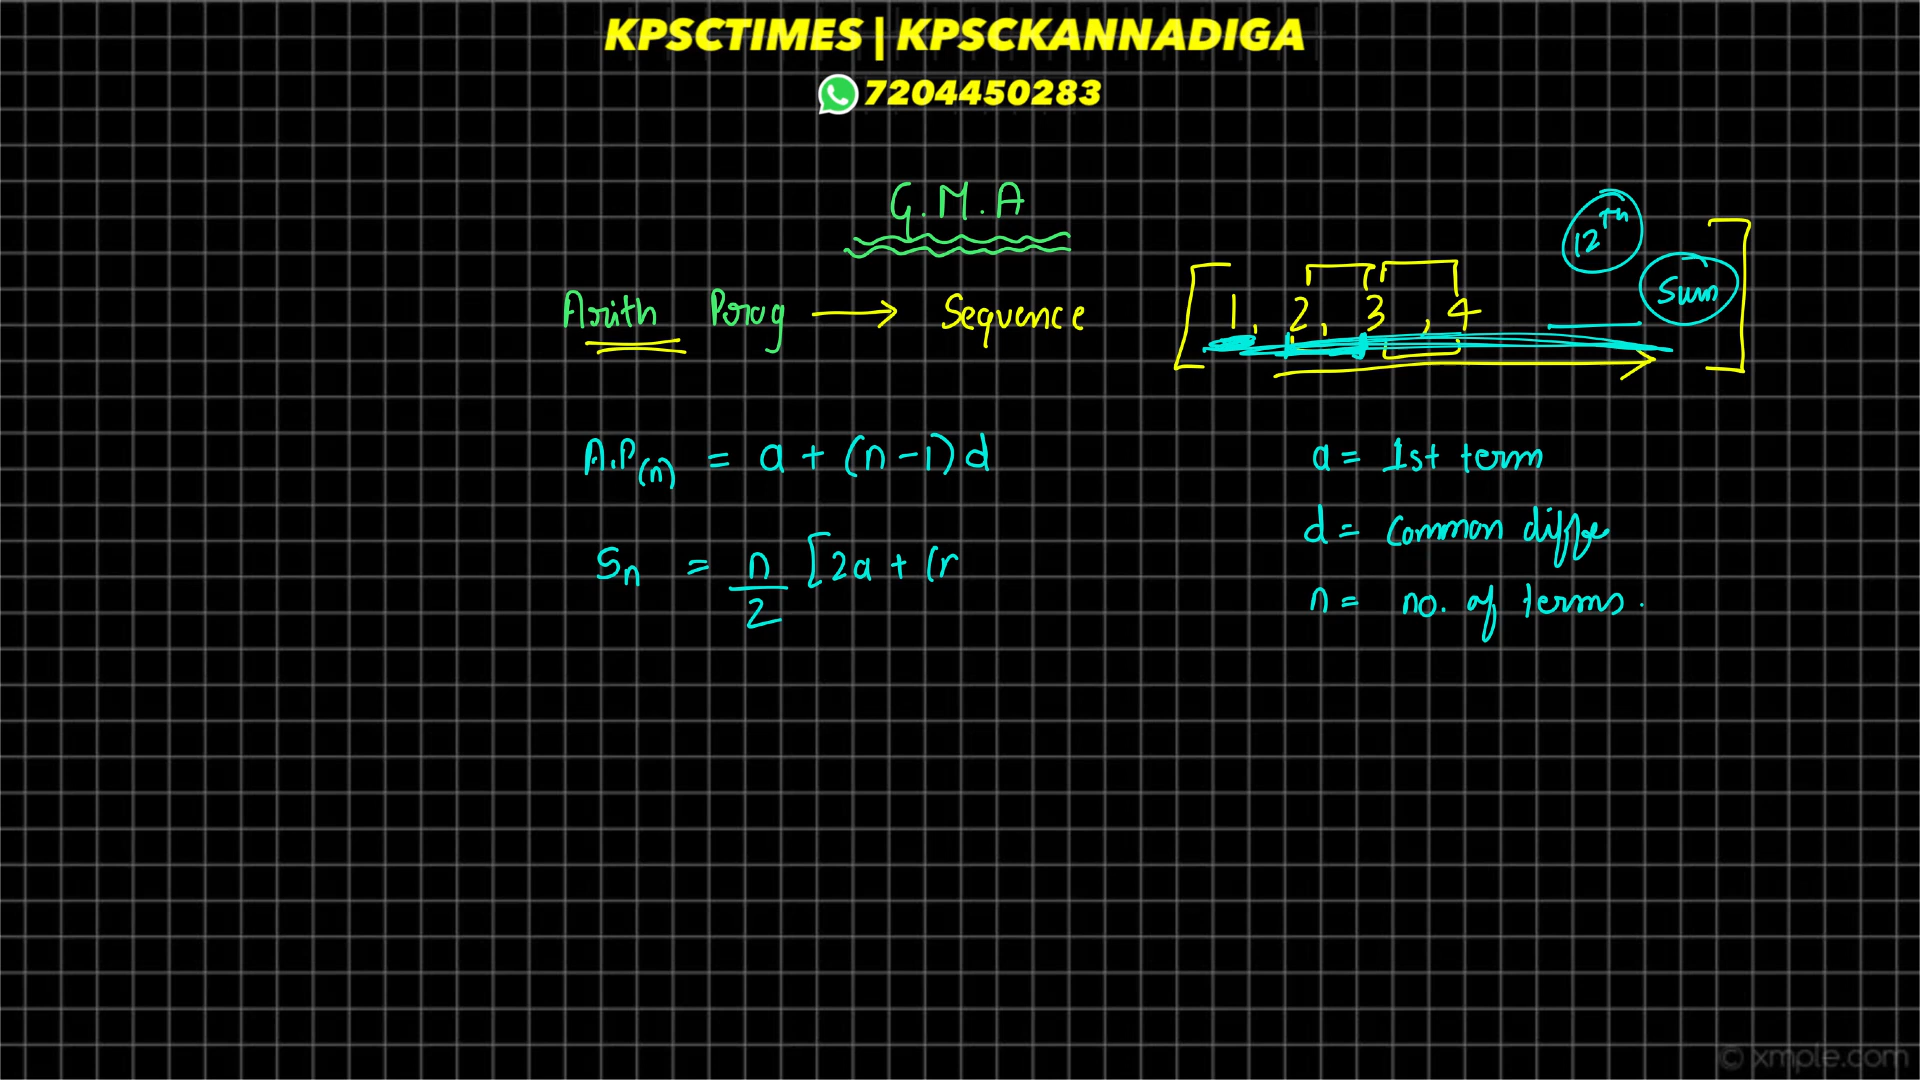 KPSCTIMES | KPSCKANNADIGA
7204450283
G.M.A
Arith Prog → Sequence
1, 2, 3, 4
12th
Sum
A.P(n) = a + (n-1)d
a = 1st term
d = Common diffe
Sn = n/2 [2a + (r
n = no. of terms.
© xmple.com